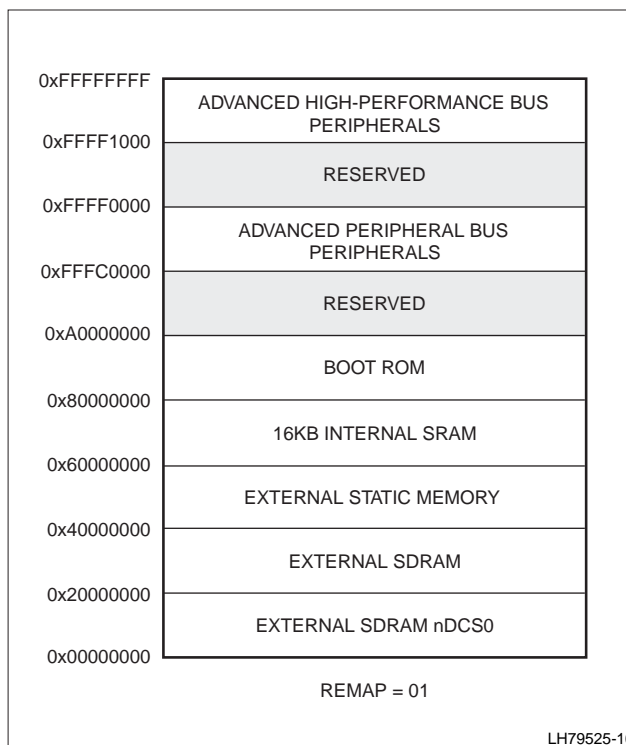 0xFFFFFFFF
ADVANCED HIGH-PERFORMANCE BUS
PERIPHERALS
0xFFFF1000
RESERVED
0xFFFF0000
ADVANCED PERIPHERAL BUS
PERIPHERALS
0xFFFC0000
RESERVED
0xA0000000
BOOT ROM
0x80000000
16KB INTERNAL SRAM
0x60000000
EXTERNAL STATIC MEMORY
0x40000000
EXTERNAL SDRAM
0x20000000
EXTERNAL SDRAM nDCS0
0x00000000
REMAP = 01